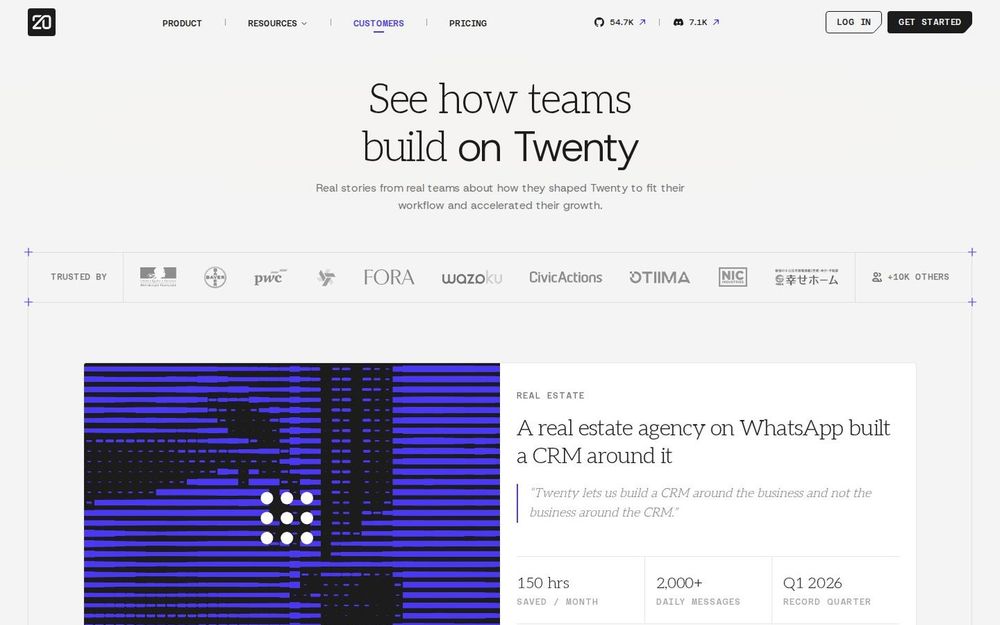 20
PRODUCT
RESOURCES
CUSTOMERS
PRICING
54.7K
7.1K
LOG IN
GET STARTED
See how teams
build on Twenty
Real stories from real teams about how they shaped Twenty to fit their
workflow and accelerated their growth.
TRUSTED BY
BAYER
pwc
FORA
wazoku
CivicActions
OTIIMA
NIC
INDUSTRIES
幸せホーム
+10K OTHERS
REAL ESTATE
A real estate agency on WhatsApp built
a CRM around it
"Twenty lets us build a CRM around the business and not the
business around the CRM."
150 hrs
SAVED / MONTH
2,000+
DAILY MESSAGES
Q1 2026
RECORD QUARTER